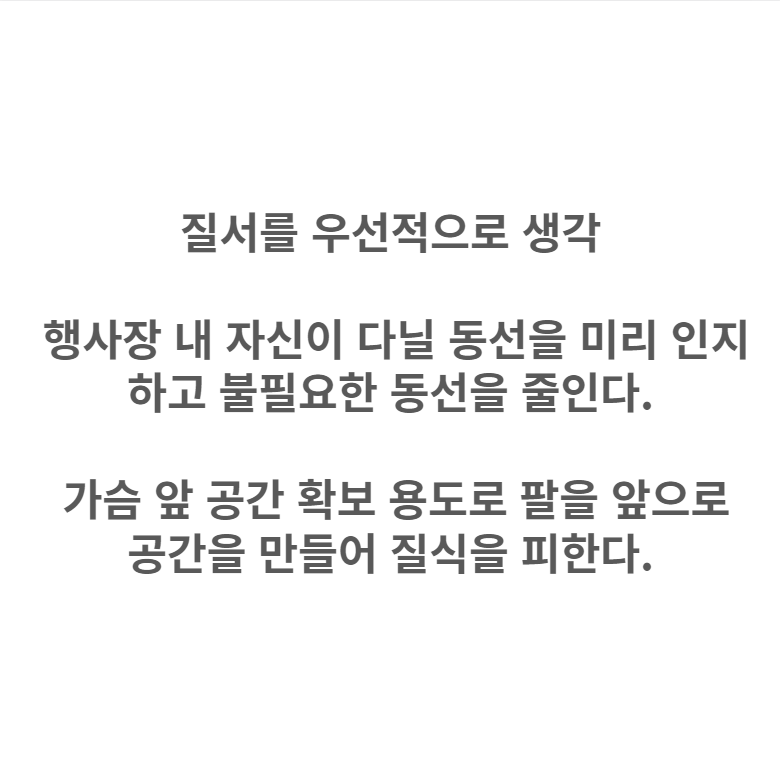 질서를 우선적으로 생각
행사장 내 자신이 다닐 동선을 미리 인지
하고 불필요한 동선을 줄인다.
가슴 앞 공간 확보 용도로 팔을 앞으로
공간을 만들어 질식을 피한다.